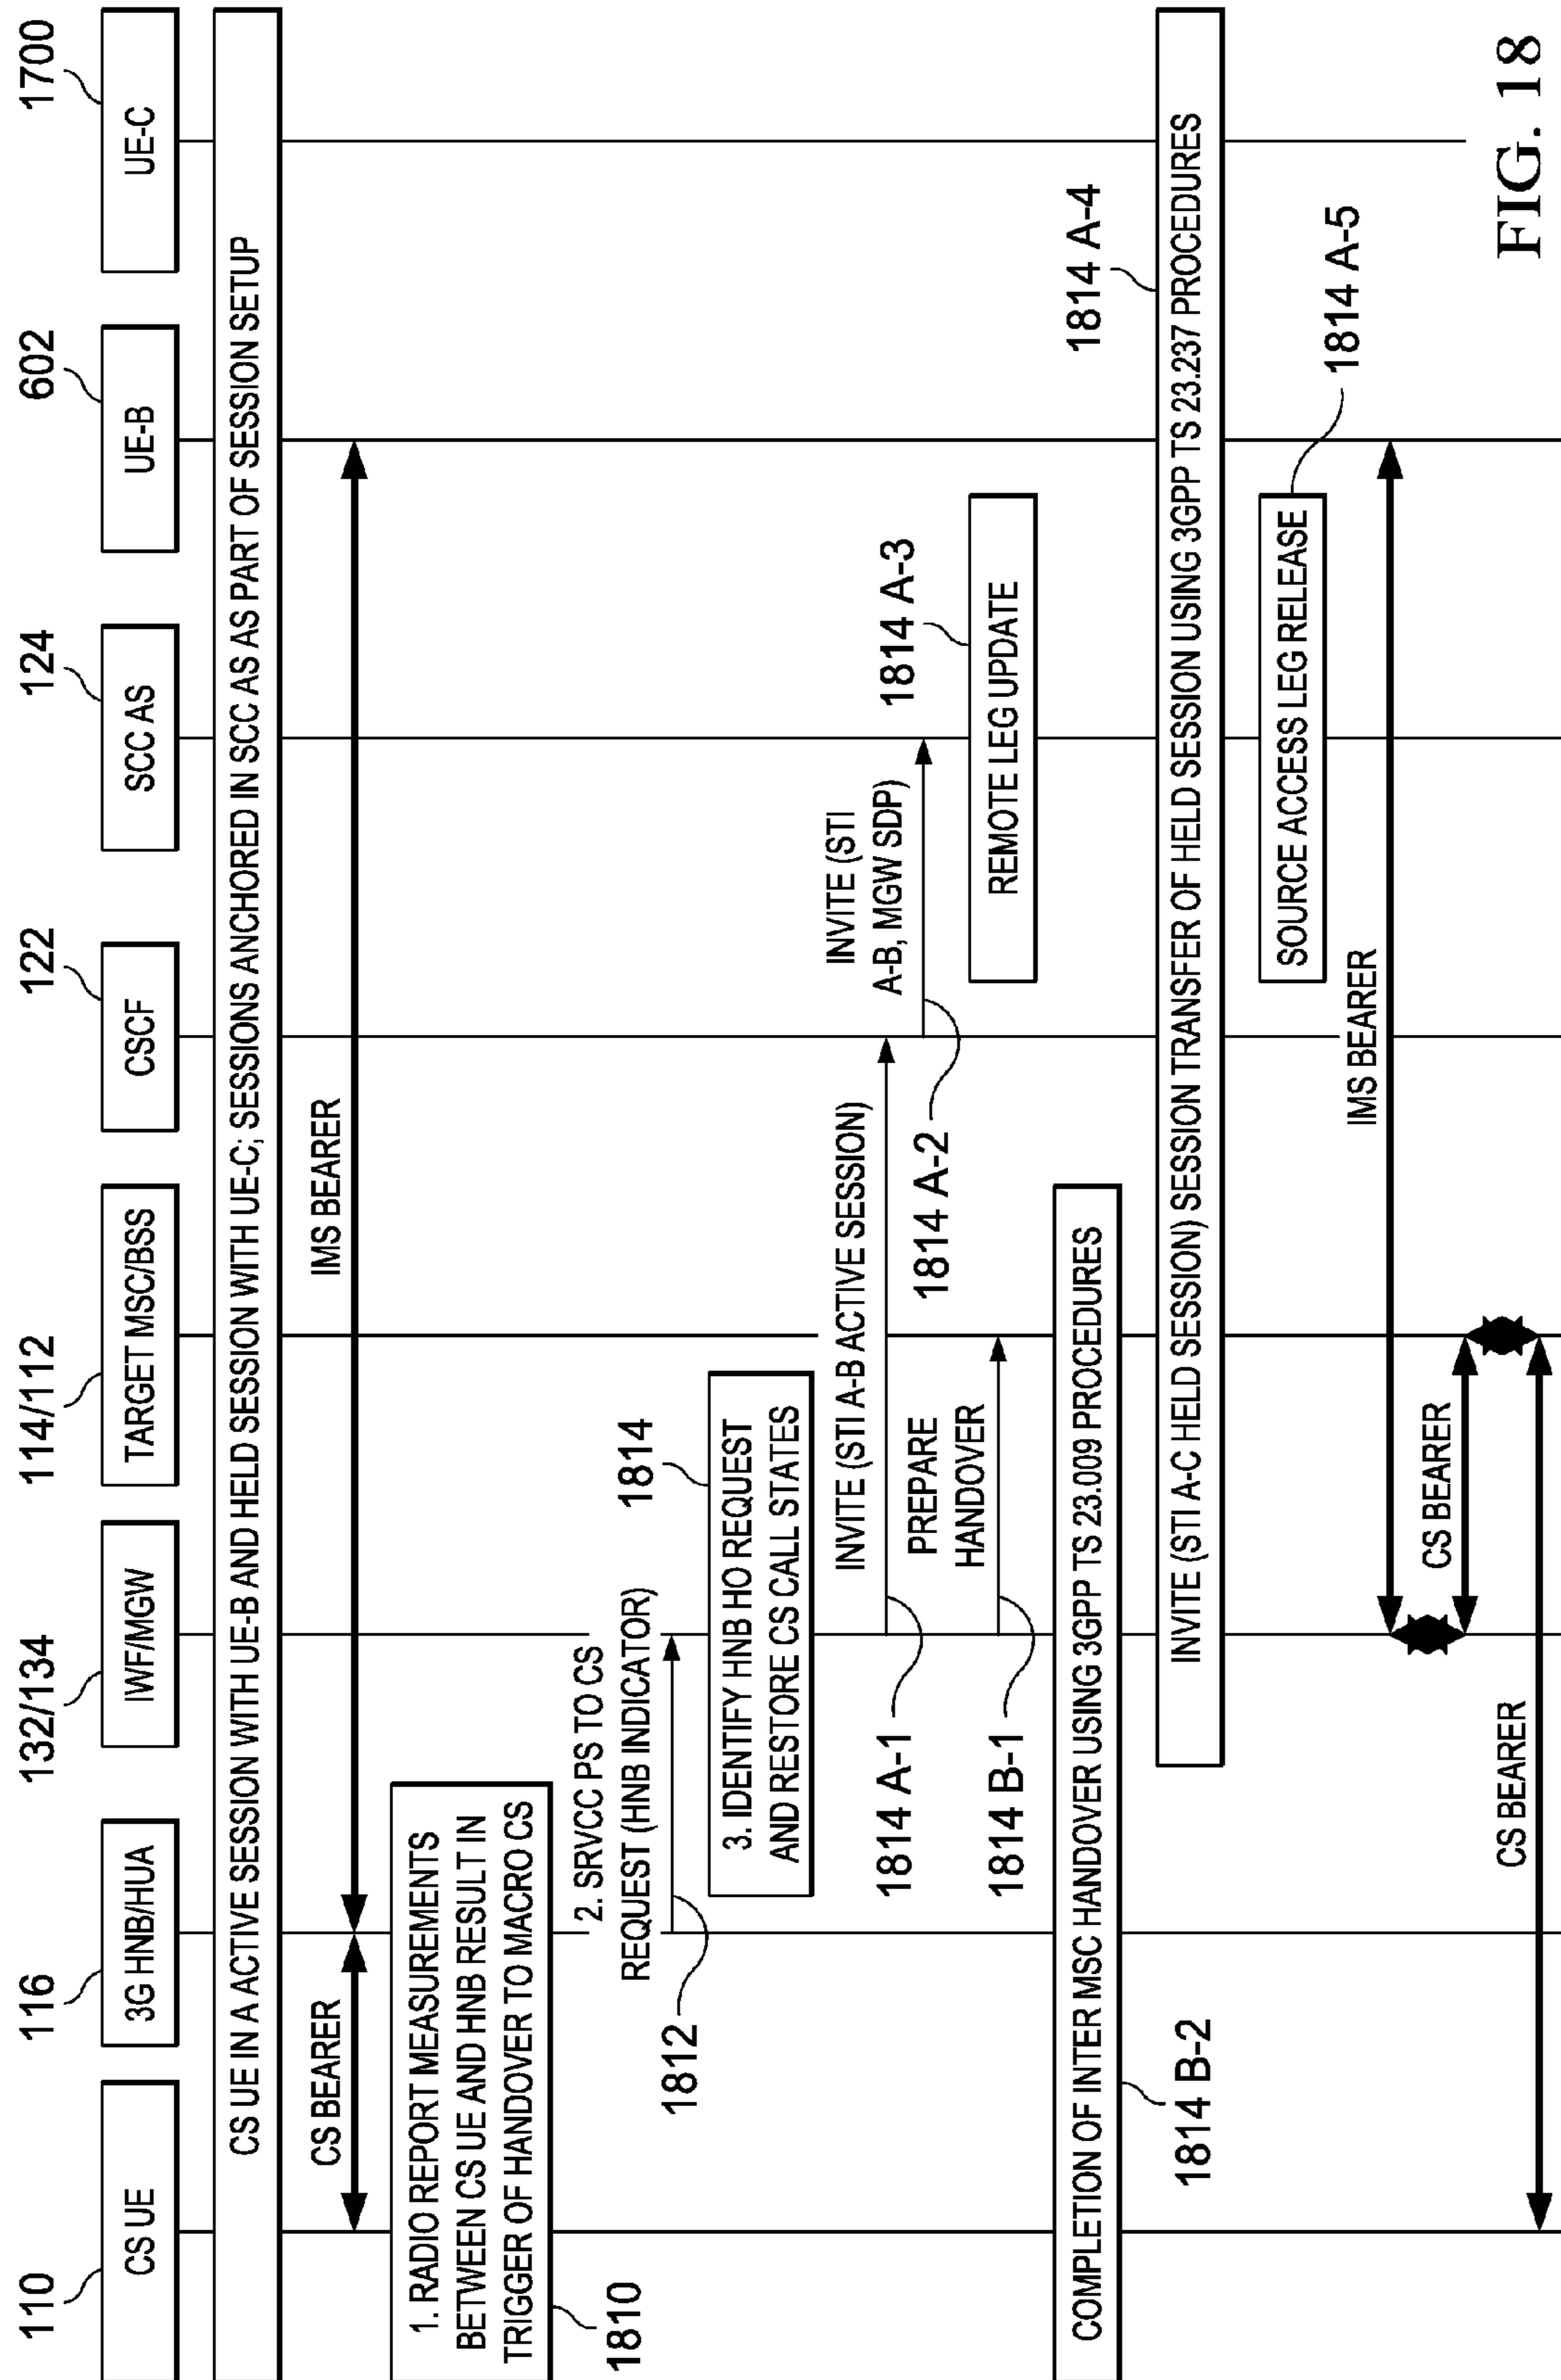 110
116
132/134
114/112
122
124
602
1700
CS UE
3G HNB/HUA
IWF/MGW
TARGET MSC/BSS
CSCF
SCC AS
UE-B
UE-C
CS UE IN A ACTIVE SESSION WITH UE-B AND HELD SESSION WITH UE-C; SESSIONS ANCHORED IN SCC AS AS PART OF SESSION SETUP
CS BEARER
IMS BEARER
1. RADIO REPORT MEASUREMENTS
BETWEEN CS UE AND HNB RESULT IN
TRIGGER OF HANDOVER TO MACRO CS
1810
2. SRVCC PS TO CS
REQUEST (HNB INDICATOR)
1812
1814
3. IDENTIFY HNB HO REQUEST
AND RESTORE CS CALL STATES
INVITE (STI A-B ACTIVE SESSION)
1814 A-1
INVITE (STI
A-B, MGW SDP)
1814 A-2
PREPARE
HANDOVER
1814 B-1
1814 A-3
REMOTE LEG UPDATE
COMPLETION OF INTER MSC HANDOVER USING 3GPP TS 23.009 PROCEDURES
1814 B-2
1814 A-4
INVITE (STI A-C HELD SESSION) SESSION TRANSFER OF HELD SESSION USING 3GPP TS 23.237 PROCEDURES
SOURCE ACCESS LEG RELEASE
1814 A-5
IMS BEARER
CS BEARER
CS BEARER
FIG. 18